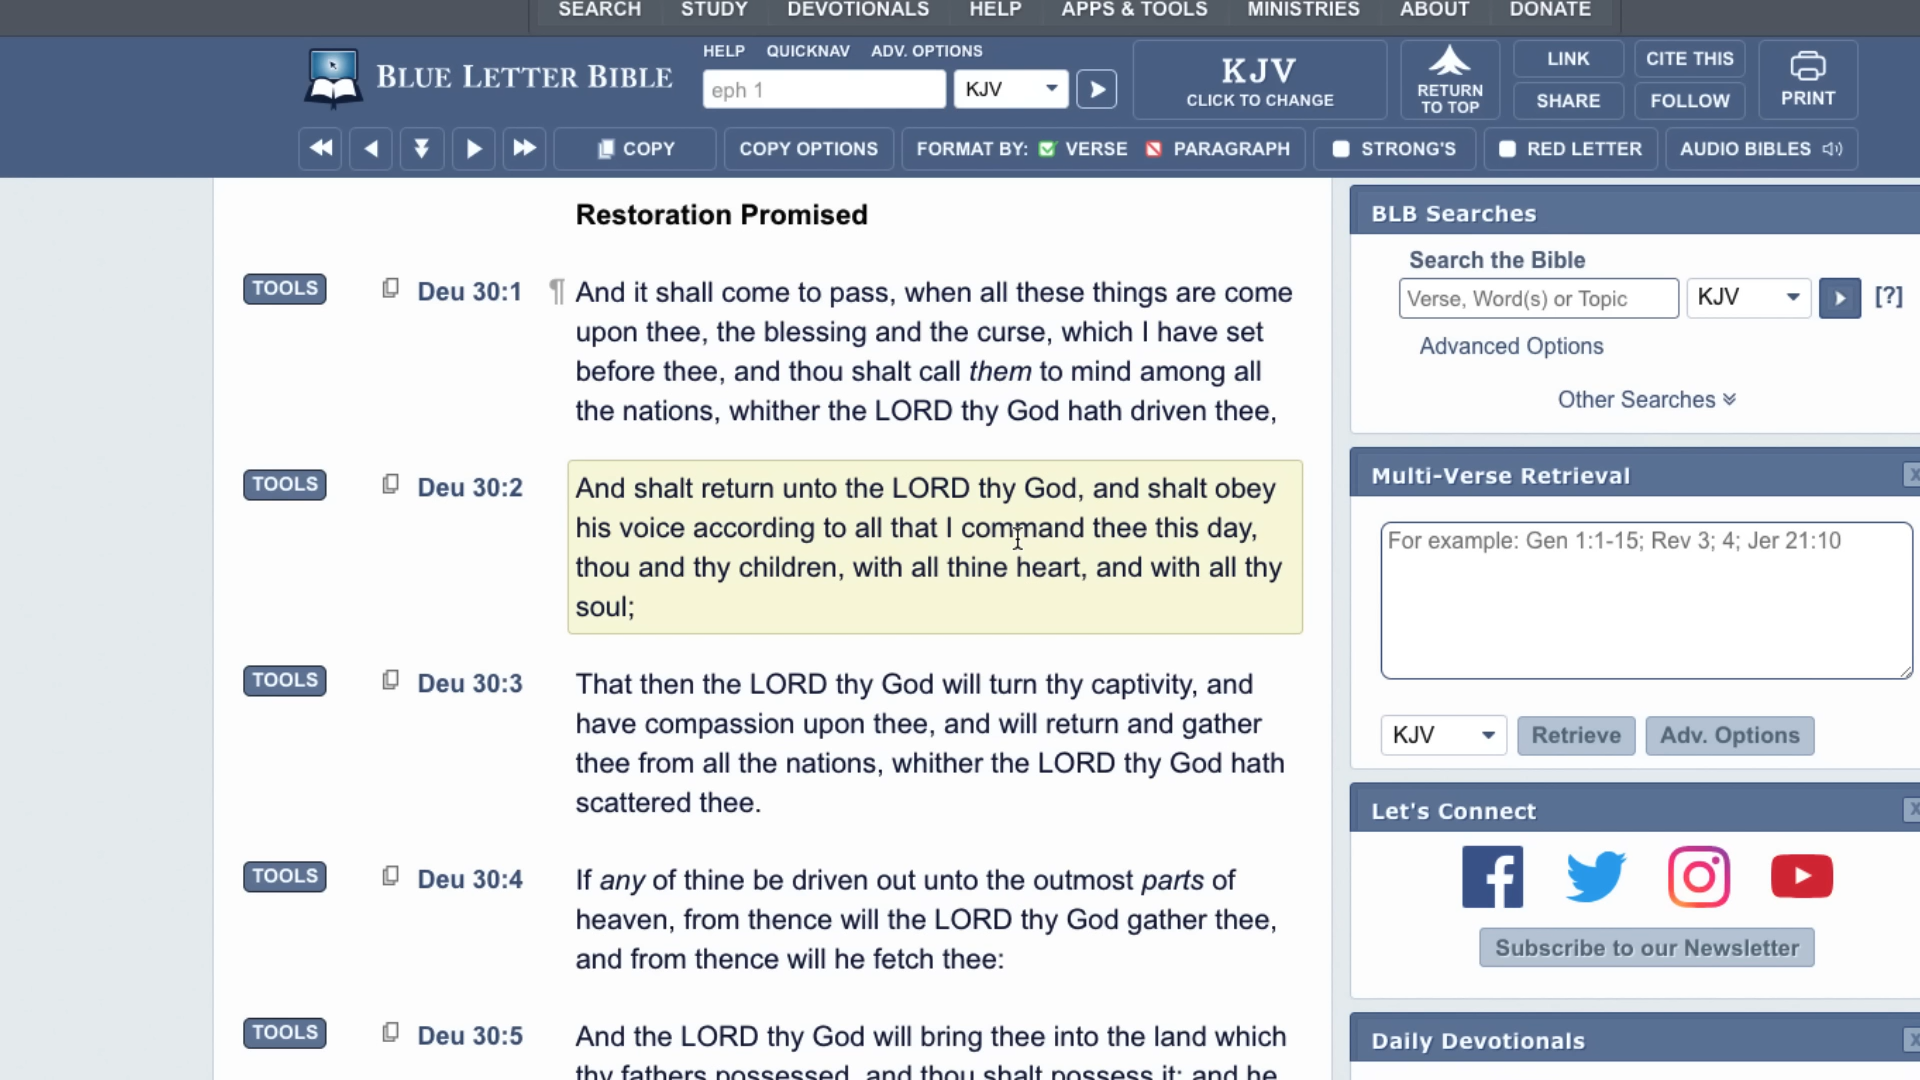 SEARCH STUDY DEVOTIONALS HELP APPS & TOOLS MINISTRIES ABOUT DONATE
BLUE LETTER BIBLE
HELP QUICKNAV ADV. OPTIONS
eph 1 KJV
KJV
CLICK TO CHANGE
RETURN
TO TOP
LINK CITE THIS
SHARE FOLLOW
PRINT
COPY COPY OPTIONS FORMAT BY: VERSE PARAGRAPH STRONG'S RED LETTER AUDIO BIBLES
Restoration Promised
TOOLS Deu 30:1 ¶ And it shall come to pass, when all these things are come
upon thee, the blessing and the curse, which I have set
before thee, and thou shalt call them to mind among all
the nations, whither the LORD thy God hath driven thee,
TOOLS Deu 30:2 And shalt return unto the LORD thy God, and shalt obey
his voice according to all that I command thee this day,
thou and thy children, with all thine heart, and with all thy
soul;
TOOLS Deu 30:3 That then the LORD thy God will turn thy captivity, and
have compassion upon thee, and will return and gather
thee from all the nations, whither the LORD thy God hath
scattered thee.
TOOLS Deu 30:4 If any of thine be driven out unto the outmost parts of
heaven, from thence will the LORD thy God gather thee,
and from thence will he fetch thee:
TOOLS Deu 30:5 And the LORD thy God will bring thee into the land which
thy fathers possessed, and thou shalt possess it; and he
BLB Searches
Search the Bible
Verse, Word(s) or Topic KJV [?]
Advanced Options
Other Searches
Multi-Verse Retrieval X
For example: Gen 1:1-15; Rev 3; 4; Jer 21:10
KJV Retrieve Adv. Options
Let's Connect X
Subscribe to our Newsletter
Daily Devotionals X